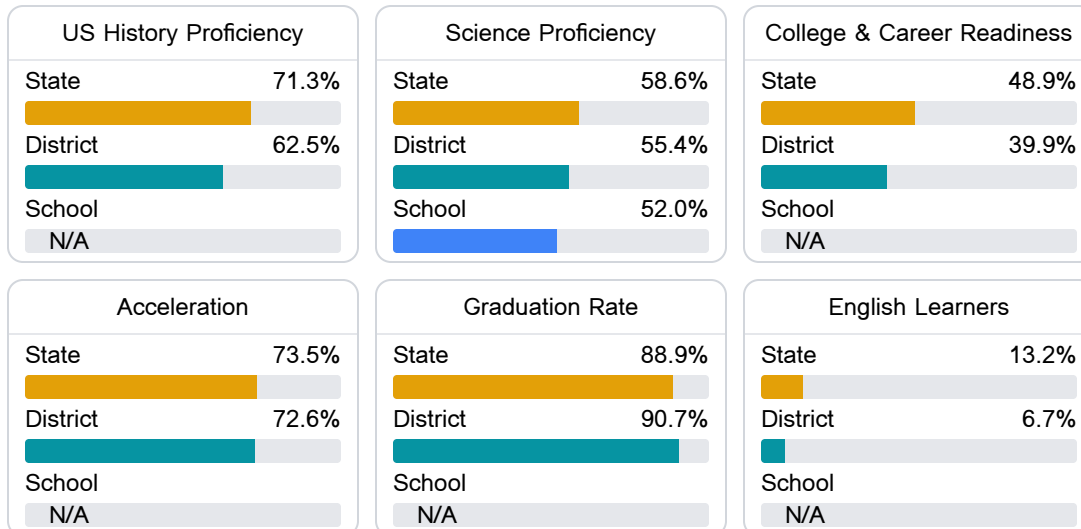 US History Proficiency
State 71.3%
District 62.5%
School
N/A
Science Proficiency
State 58.6%
District 55.4%
School 52.0%
College & Career Readiness
State 48.9%
District 39.9%
School
N/A
Acceleration
State 73.5%
District 72.6%
School
N/A
Graduation Rate
State 88.9%
District 90.7%
School
N/A
English Learners
State 13.2%
District 6.7%
School
N/A